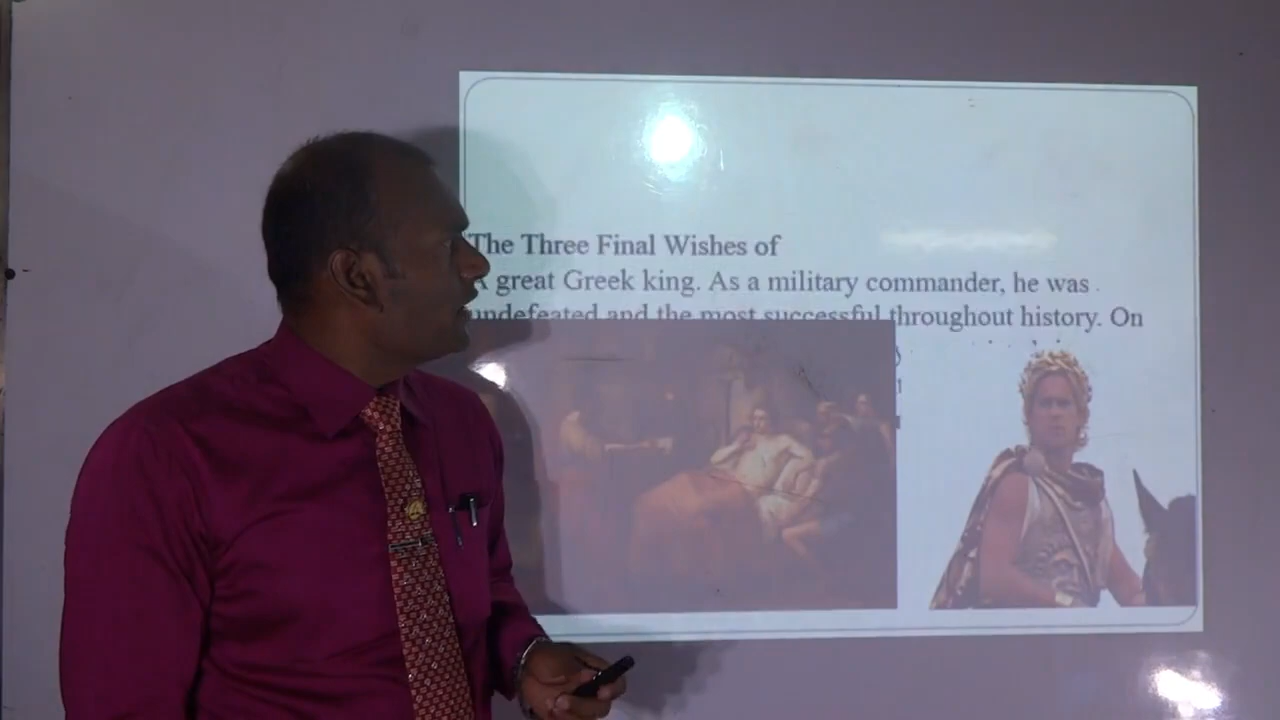 The Three Final Wishes of
A great Greek king. As a military commander, he was
undefeated and the most successful throughout history. On